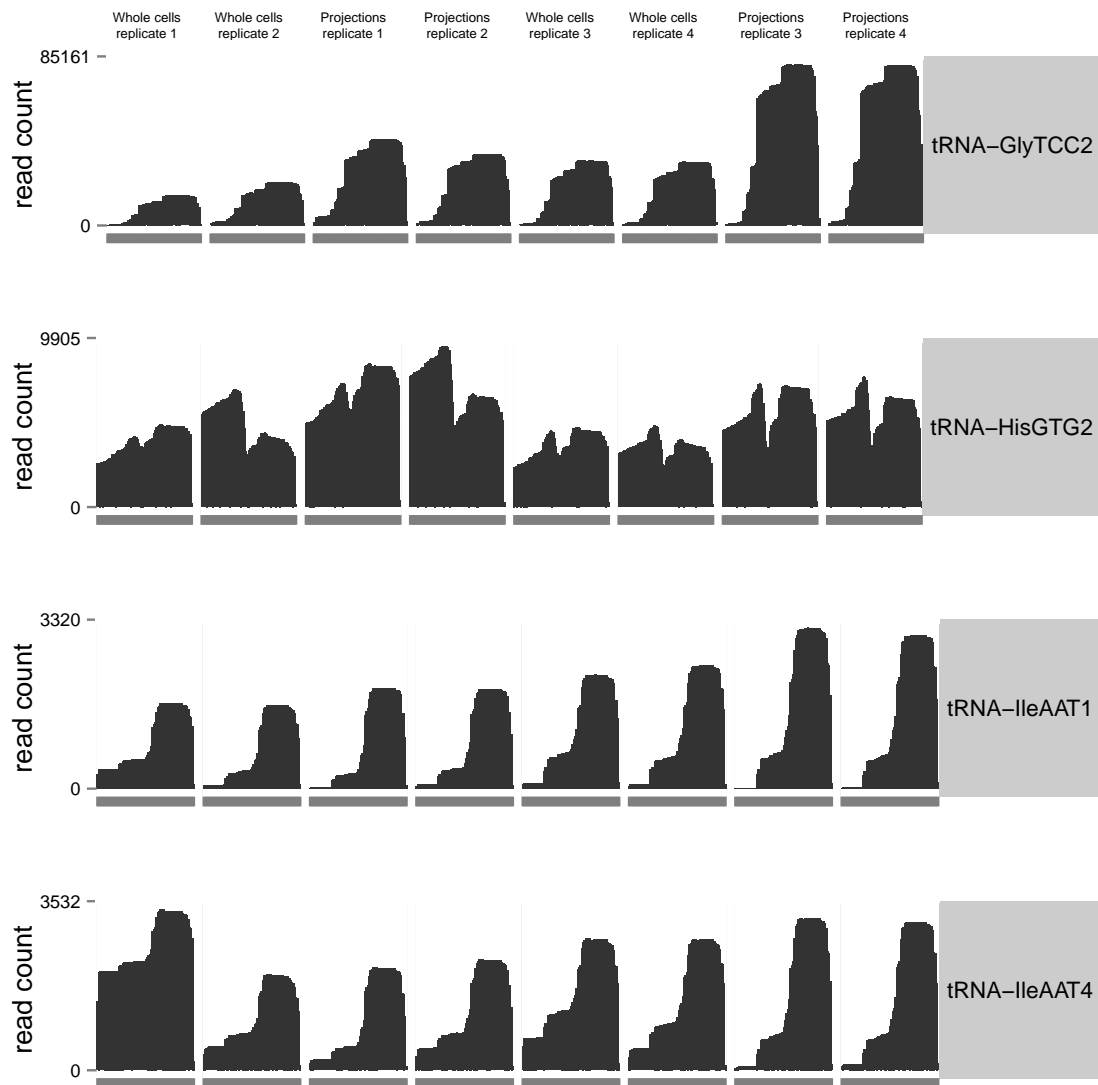 Whole cells
replicate 1
Whole cells
replicate 2
Projections
replicate 1
Projections
replicate 2
Whole cells
replicate 3
Whole cells
replicate 4
Projections
replicate 3
Projections
replicate 4
85161
read count
0
tRNA−GlyTCC2
9905
read count
0
tRNA−HisGTG2
3320
read count
0
tRNA−IleAAT1
3532
read count
0
tRNA−IleAAT4